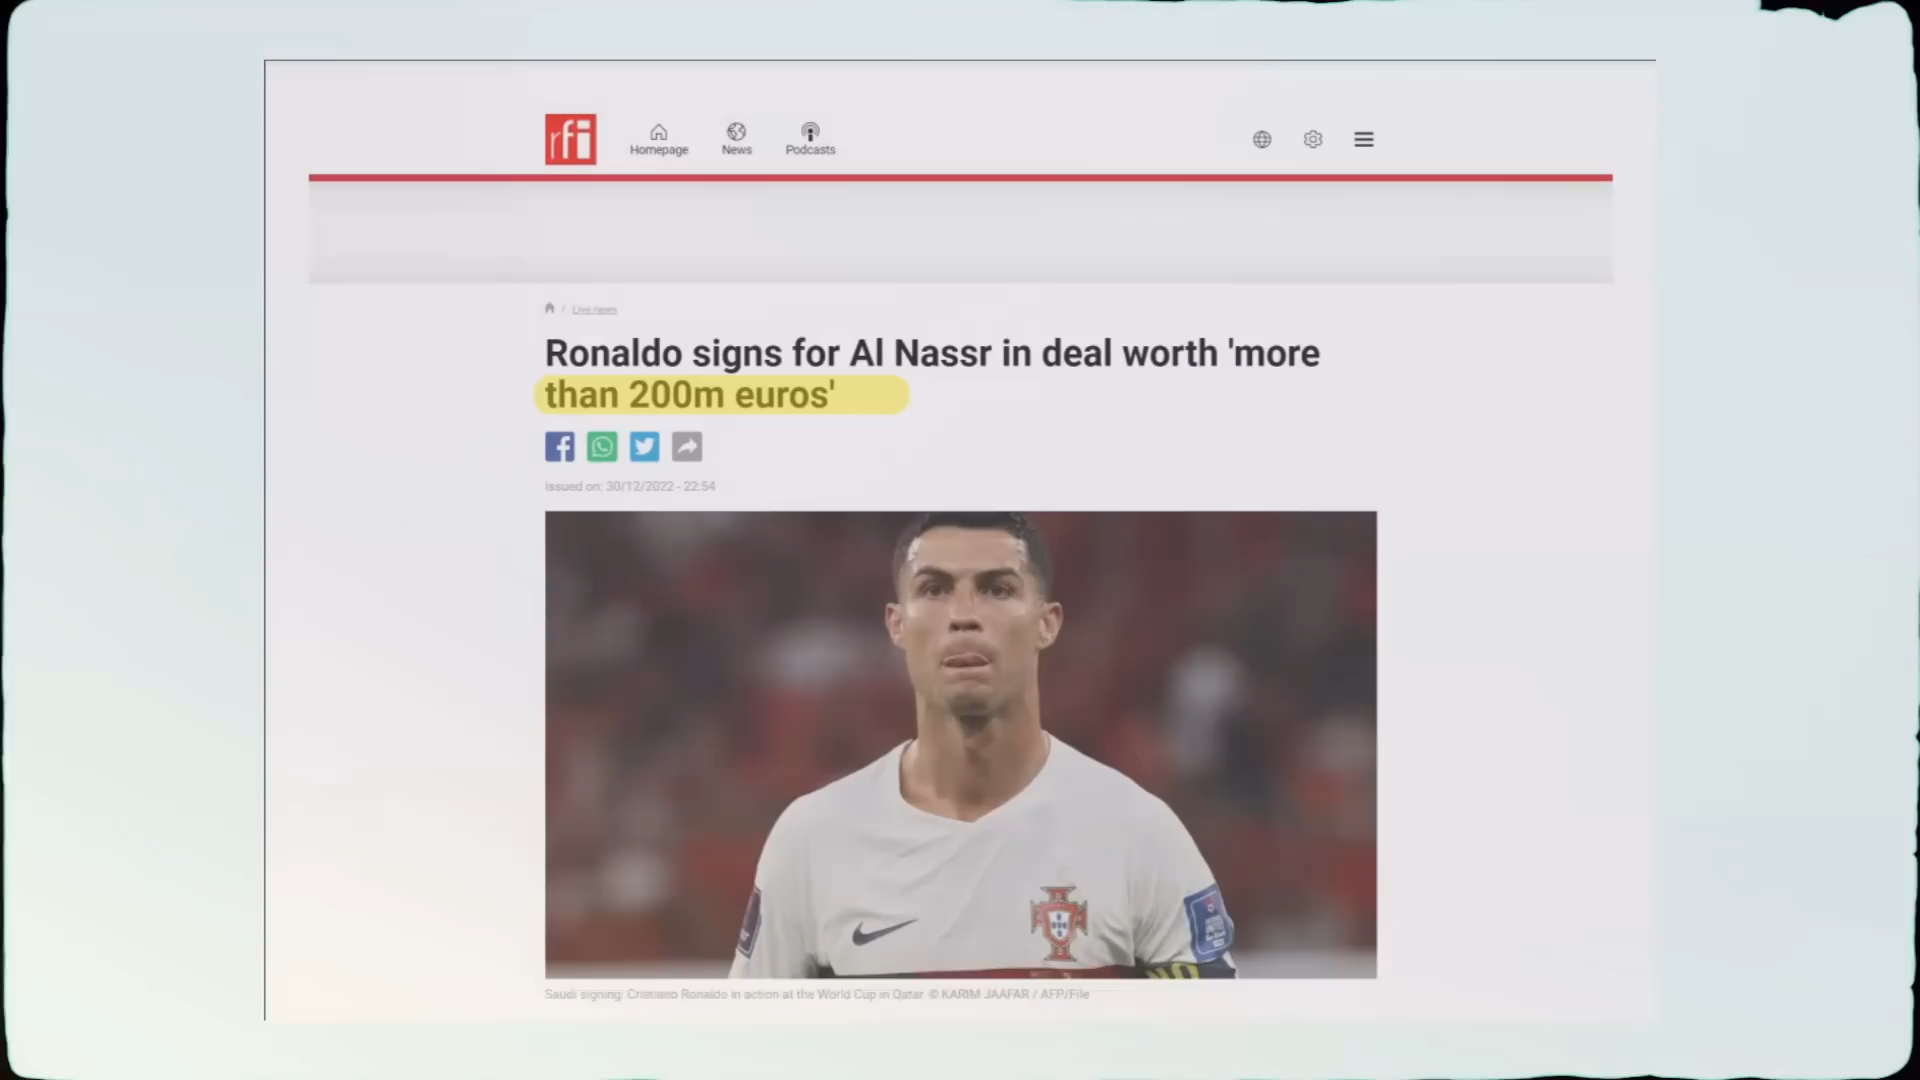 rfi
Homepage
News
Podcasts
/ Live news
Ronaldo signs for Al Nassr in deal worth 'more
than 200m euros'
Issued on: 30/12/2022 - 22:54
Saudi signing: Cristiano Ronaldo in action at the World Cup in Qatar © KARIM JAAFAR / AFP/File